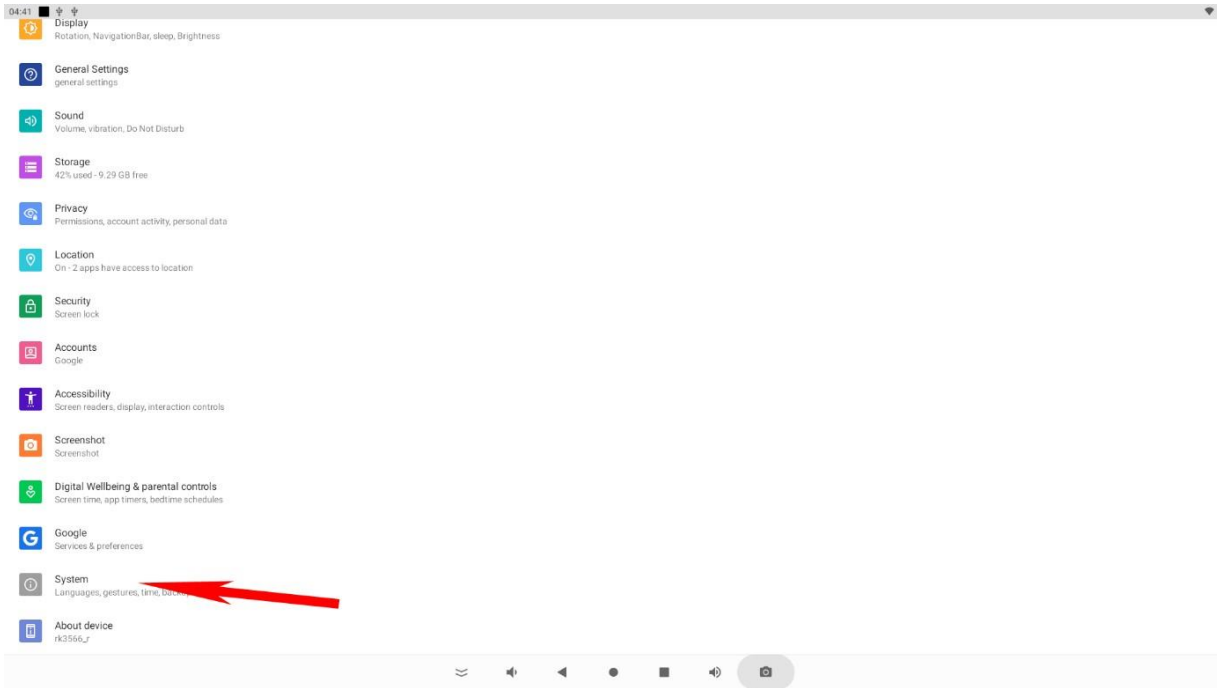 04:41
Display
Rotation, NavigationBar, sleep, Brightness
General Settings
general settings
Sound
Volume, vibration, Do Not Disturb
Storage
42% used - 9.29 GB free
Privacy
Permissions, account activity, personal data
Location
On - 2 apps have access to location
Security
Screen lock
Accounts
Google
Accessibility
Screen readers, display, interaction controls
Screenshot
Screenshot
Digital Wellbeing & parental controls
Screen time, app timers, bedtime schedules
Google
Services & preferences
System
Languages, gestures, time,
About device
rk3566_r